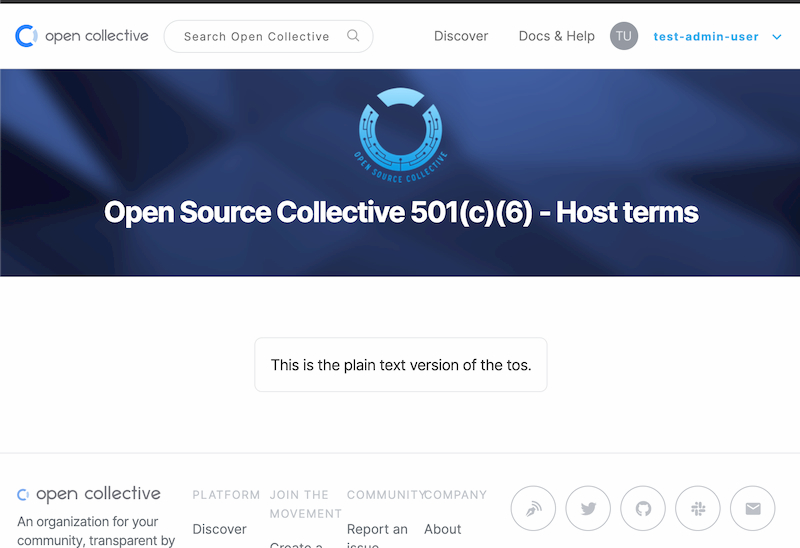 open collective
Search Open Collective
Discover
Docs & Help
TU
test-admin-user
OPEN SOURCE COLLECTIVE
Open Source Collective 501(c)(6) - Host terms
This is the plain text version of the tos.
open collective
An organization for your
community, transparent by
PLATFORM
Discover
JOIN THE
MOVEMENT
Create a
COMMUNITY
Report an
issue
COMPANY
About